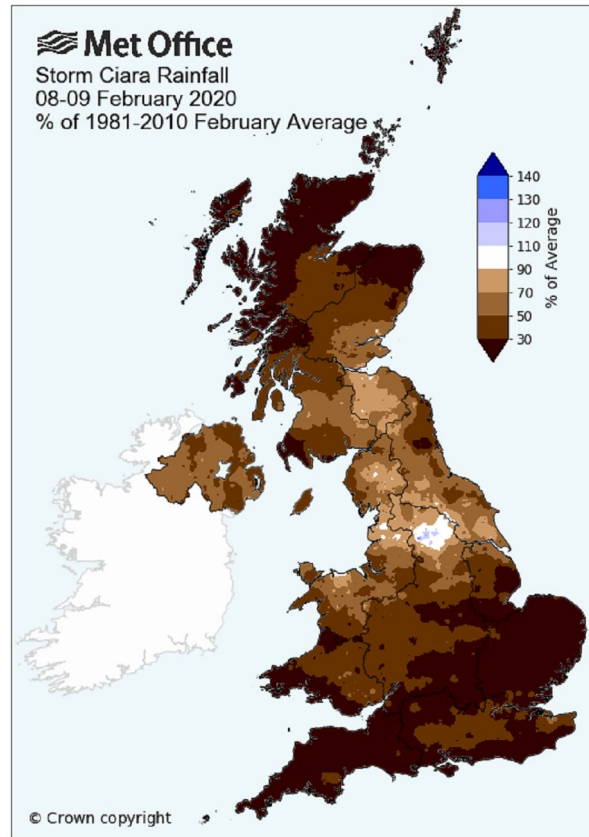 Met Office
Storm Ciara Rainfall
08-09 February 2020
% of 1981-2010 February Average
140
130
120
110
90
70
50
30
% of Average
© Crown copyright